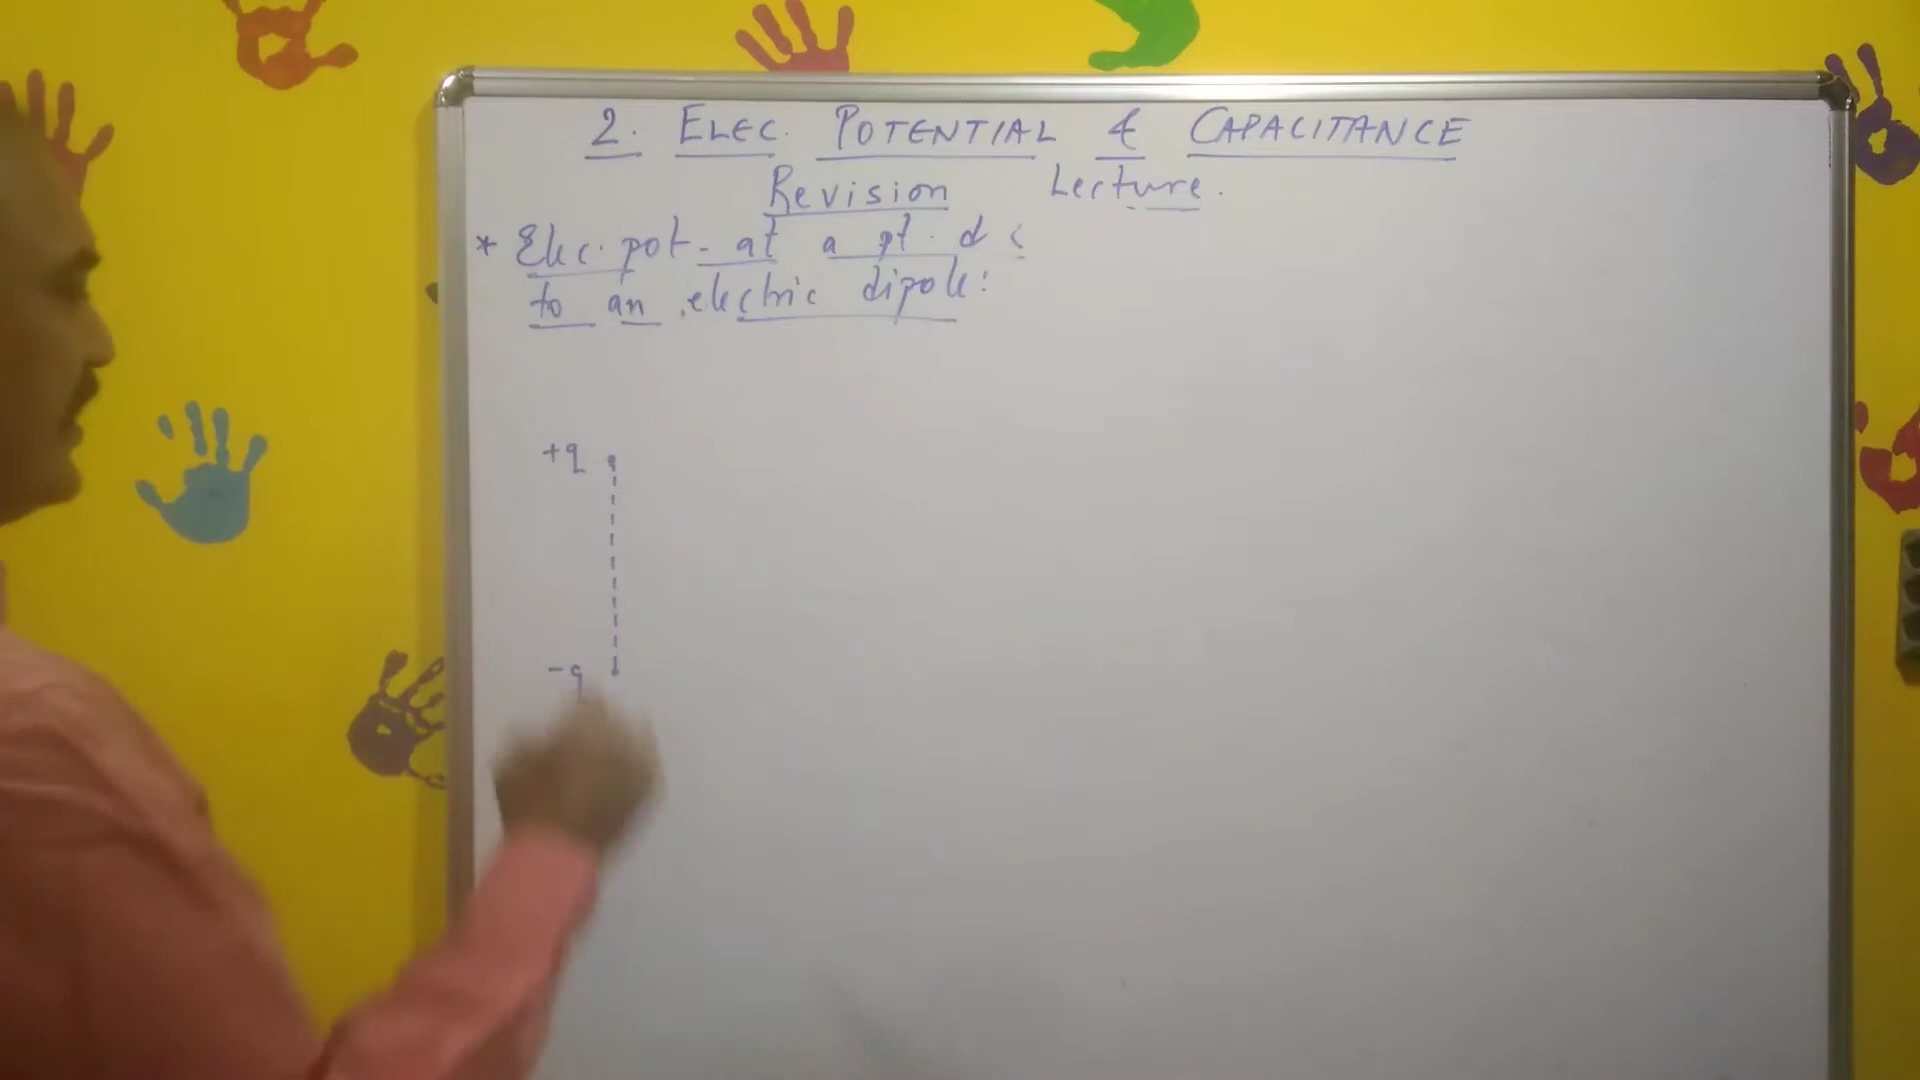 2. ELEC. POTENTIAL & CAPACITANCE
Revision Lecture.
* Elec. pot. at a pt. d
to an electric dipole:
+q
-q